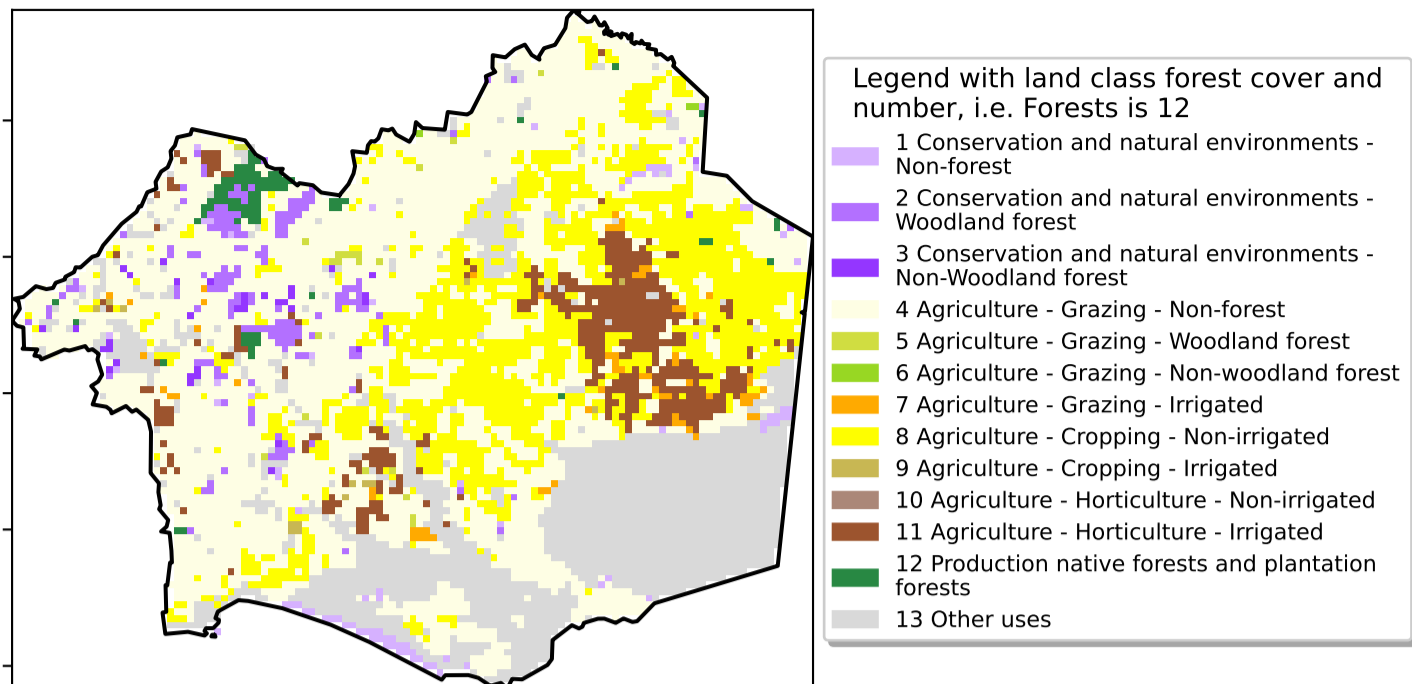 Legend with land class forest cover and
number, i.e. Forests is 12
1 Conservation and natural environments -
Non-forest
2 Conservation and natural environments -
Woodland forest
3 Conservation and natural environments -
Non-Woodland forest
4 Agriculture - Grazing - Non-forest
5 Agriculture - Grazing - Woodland forest
6 Agriculture - Grazing - Non-woodland forest
7 Agriculture - Grazing - Irrigated
8 Agriculture - Cropping - Non-irrigated
9 Agriculture - Cropping - Irrigated
10 Agriculture - Horticulture - Non-irrigated
11 Agriculture - Horticulture - Irrigated
12 Production native forests and plantation
forests
13 Other uses